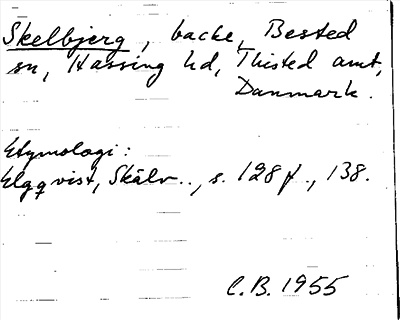 Skelbjerg, backe, Bested
sn, Hassing hd, Thisted amt,
Danmark.
Etymologi:
Elgqvist, Skälv.., s. 128 f., 138.
C.B. 1955